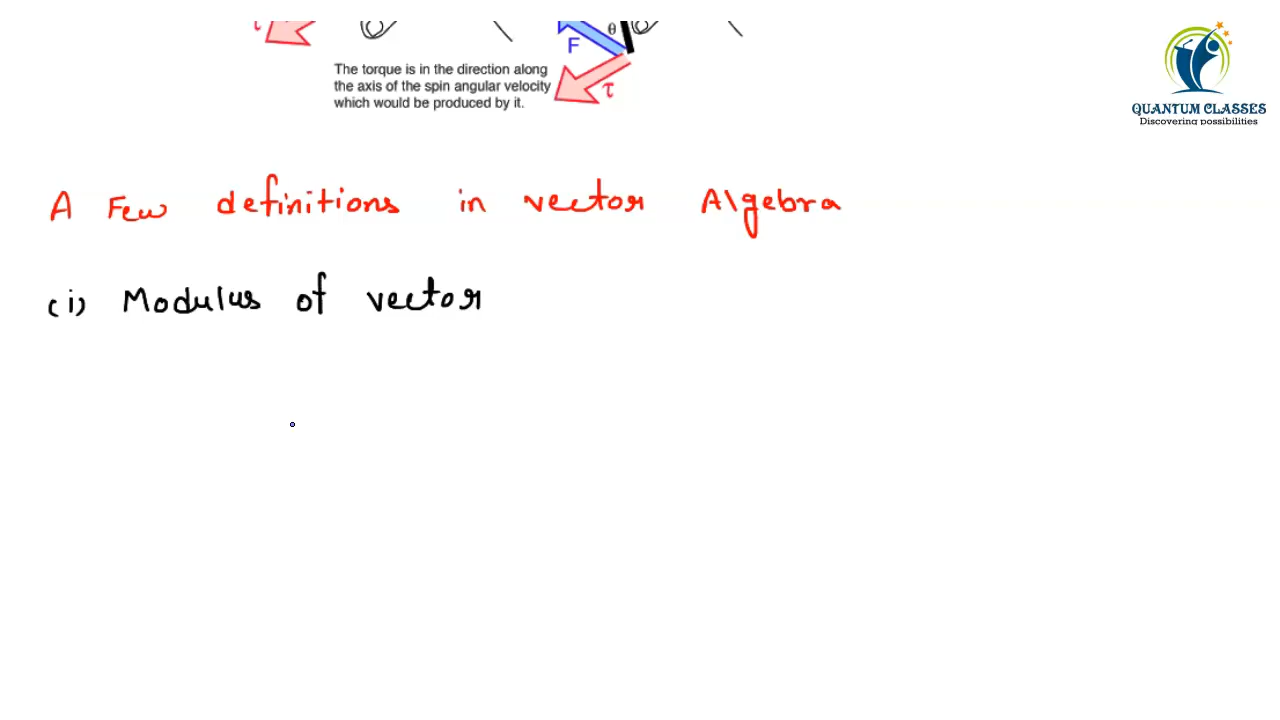 τ
F
θ
The torque is in the direction along
the axis of the spin angular velocity
which would be produced by it.
τ
QUANTUM CLASSES
Discovering possibilities
A Few definitions in vector Algebra
(i) Modulus of vector